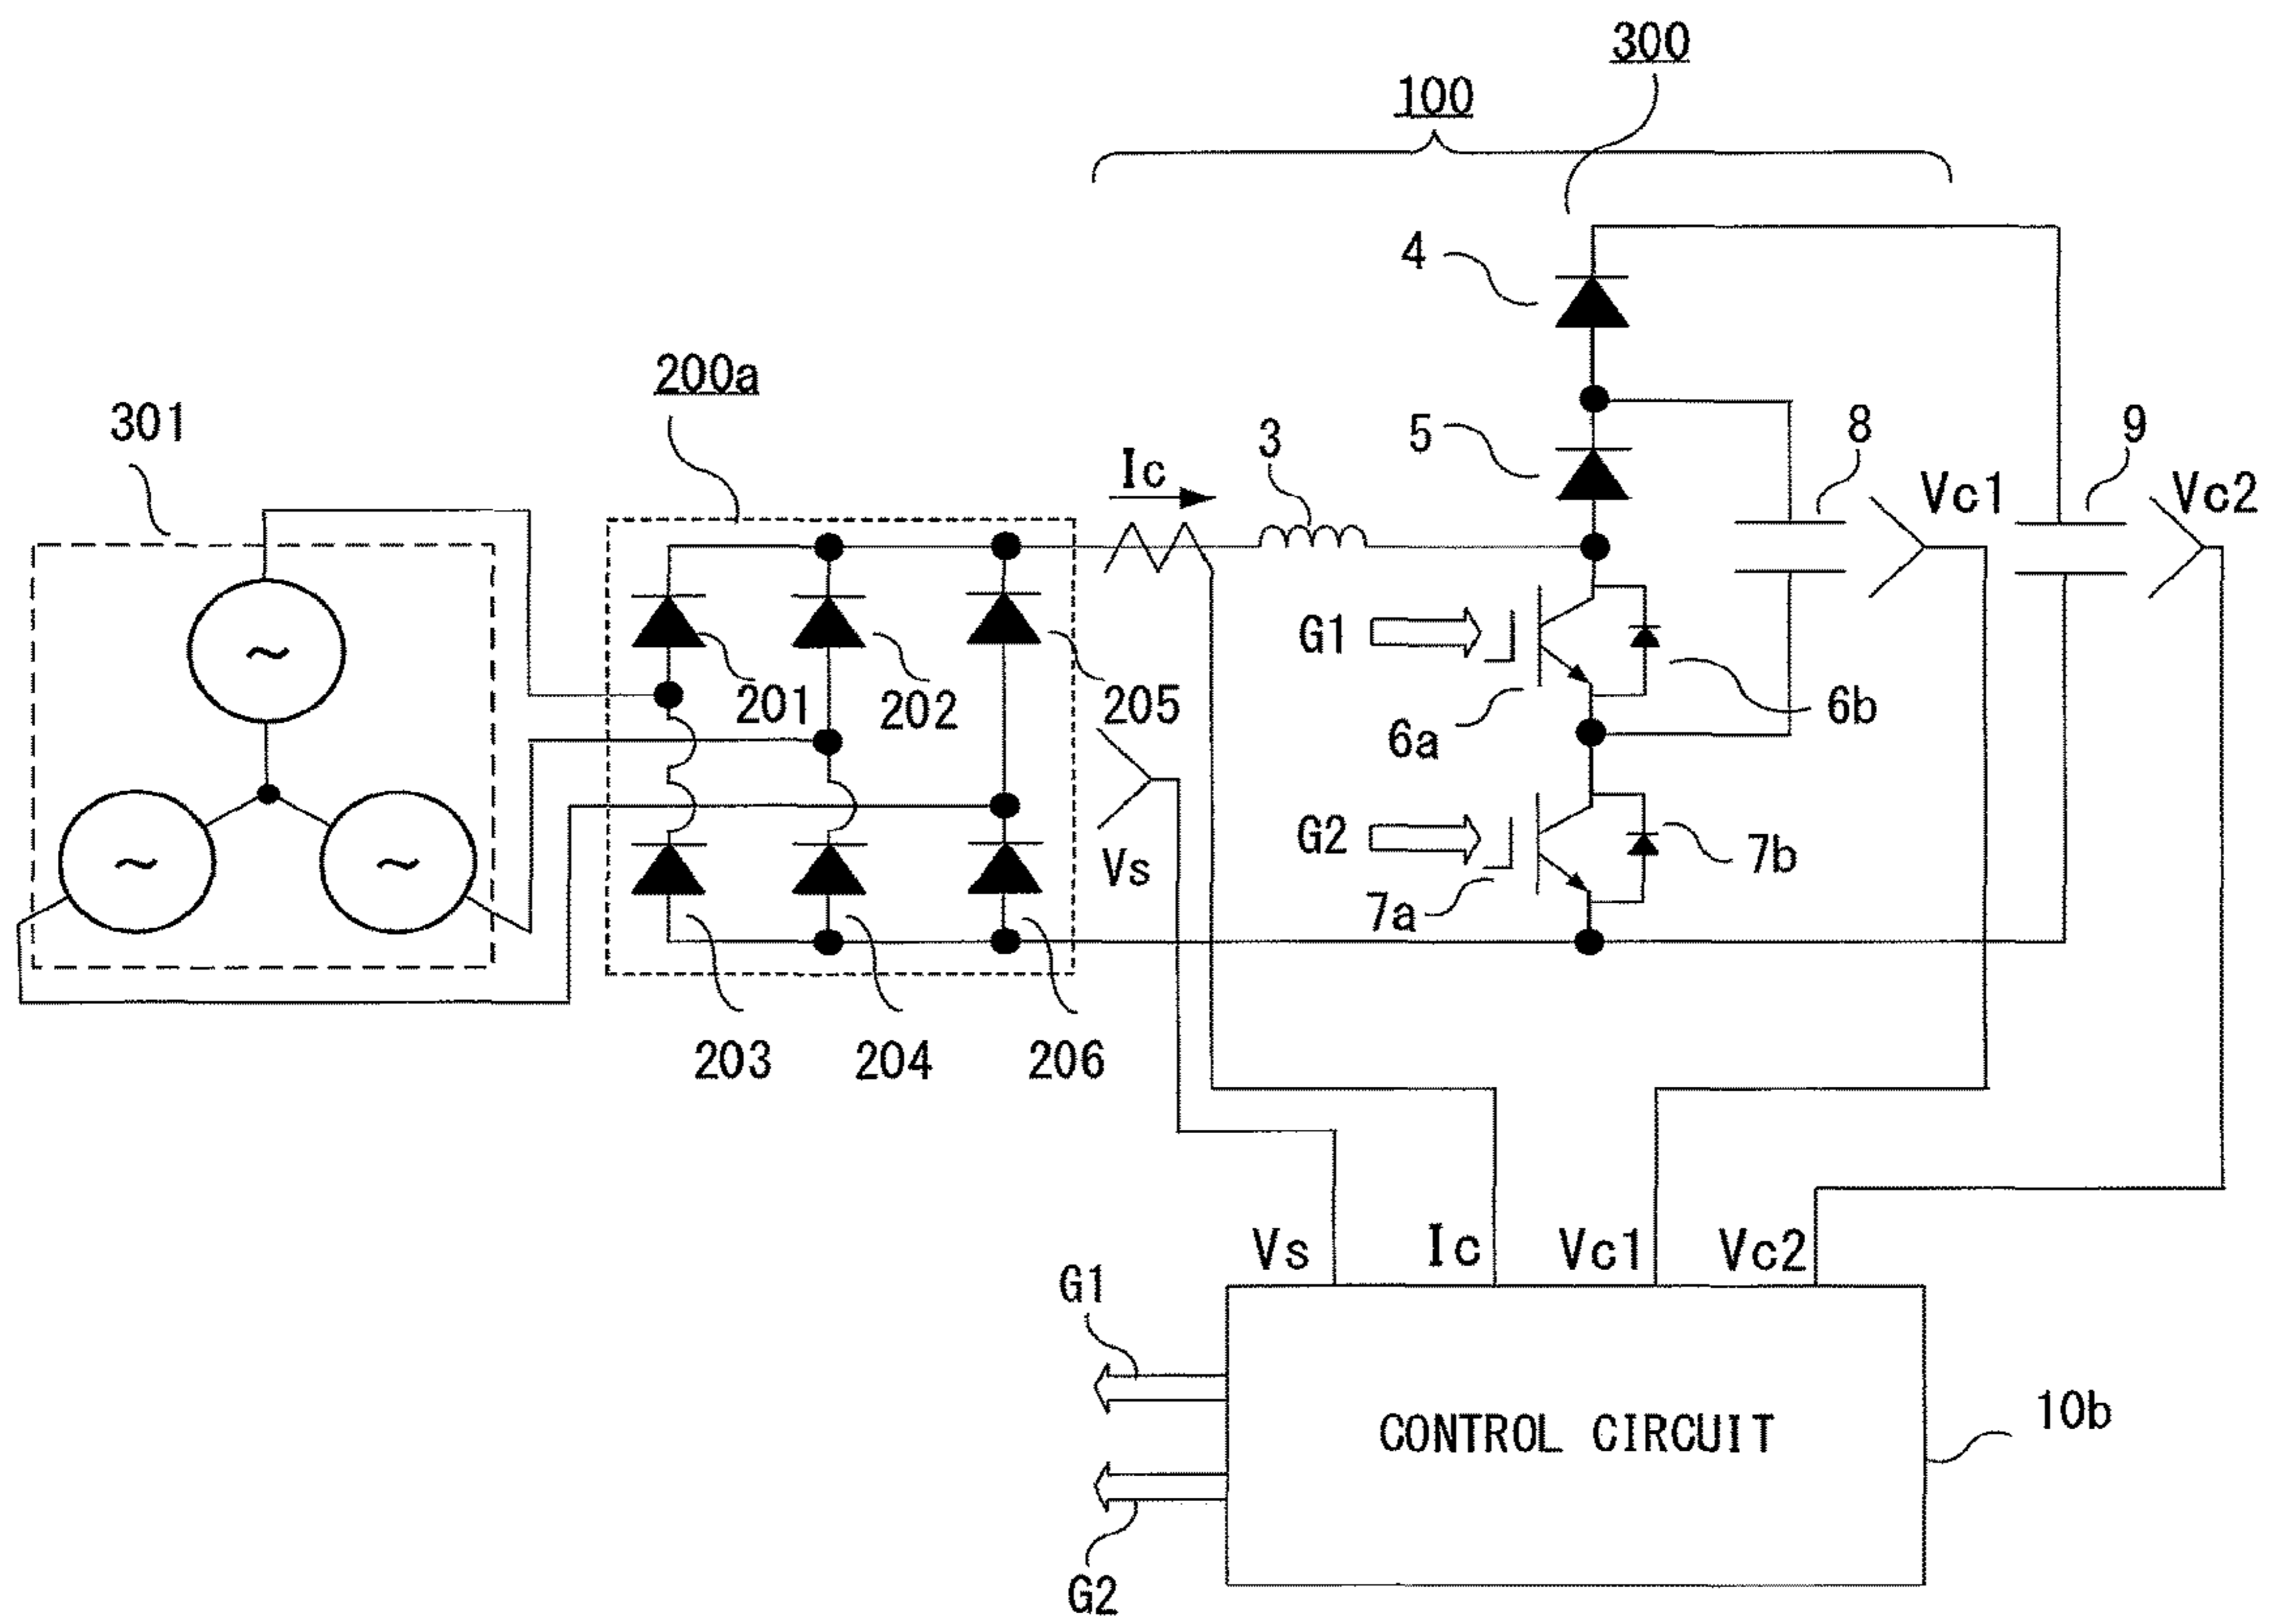 300
100
4
200a
301
5
3
8
9
Ic
Vc1
Vc2
G1
201
202
205
6a
6b
G2
Vs
7a
7b
203
204
206
Vs
Ic
Vc1
Vc2
G1
CONTROL CIRCUIT
10b
G2
~
~
~